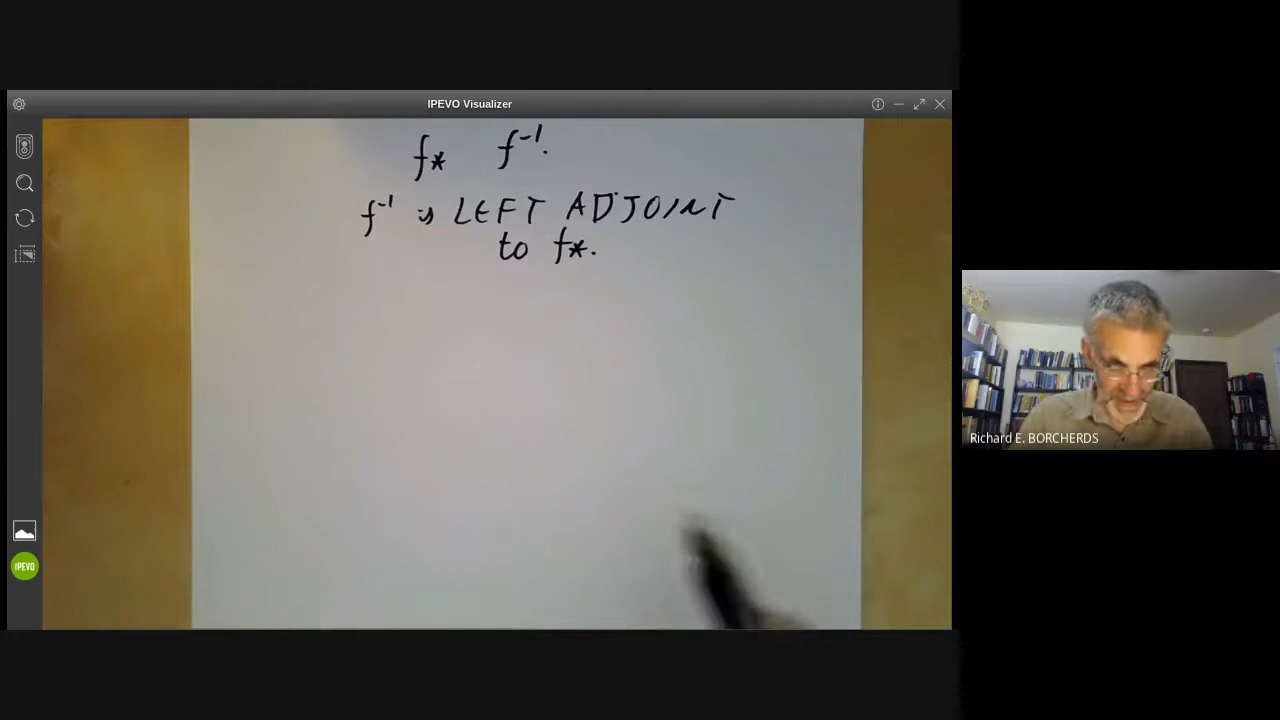 IPEVO Visualizer
f* f⁻¹.
f⁻¹ is LEFT ADJOINT
to f*.
IPEVO
Richard E. BORCHERDS